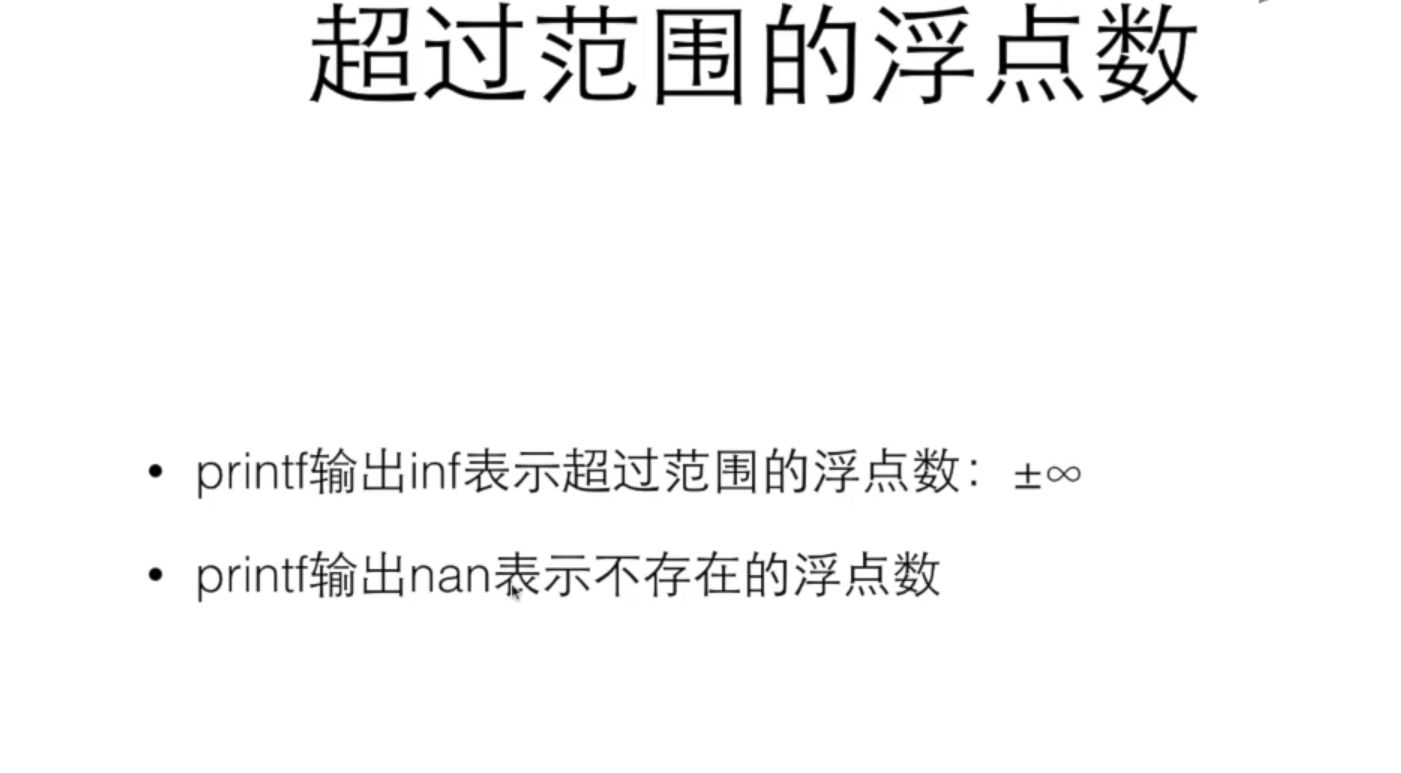 超过范围的浮点数
• printf输出inf表示超过范围的浮点数：±∞
• printf输出nan表示不存在的浮点数